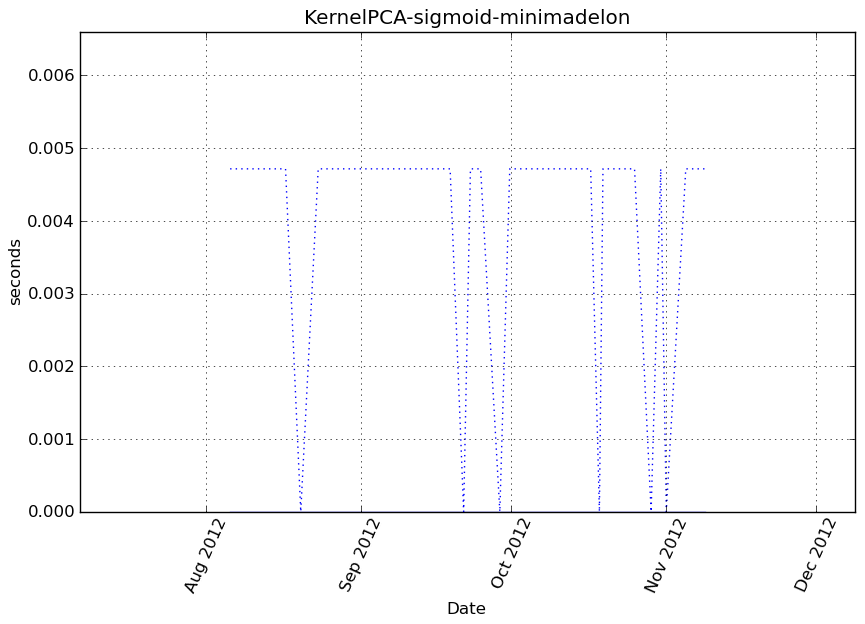 KernelPCA-sigmoid-minimadelon
0.006
0.005
0.004
0.003
0.002
0.001
0.000
seconds
Aug 2012
Sep 2012
Oct 2012
Nov 2012
Dec 2012
Date